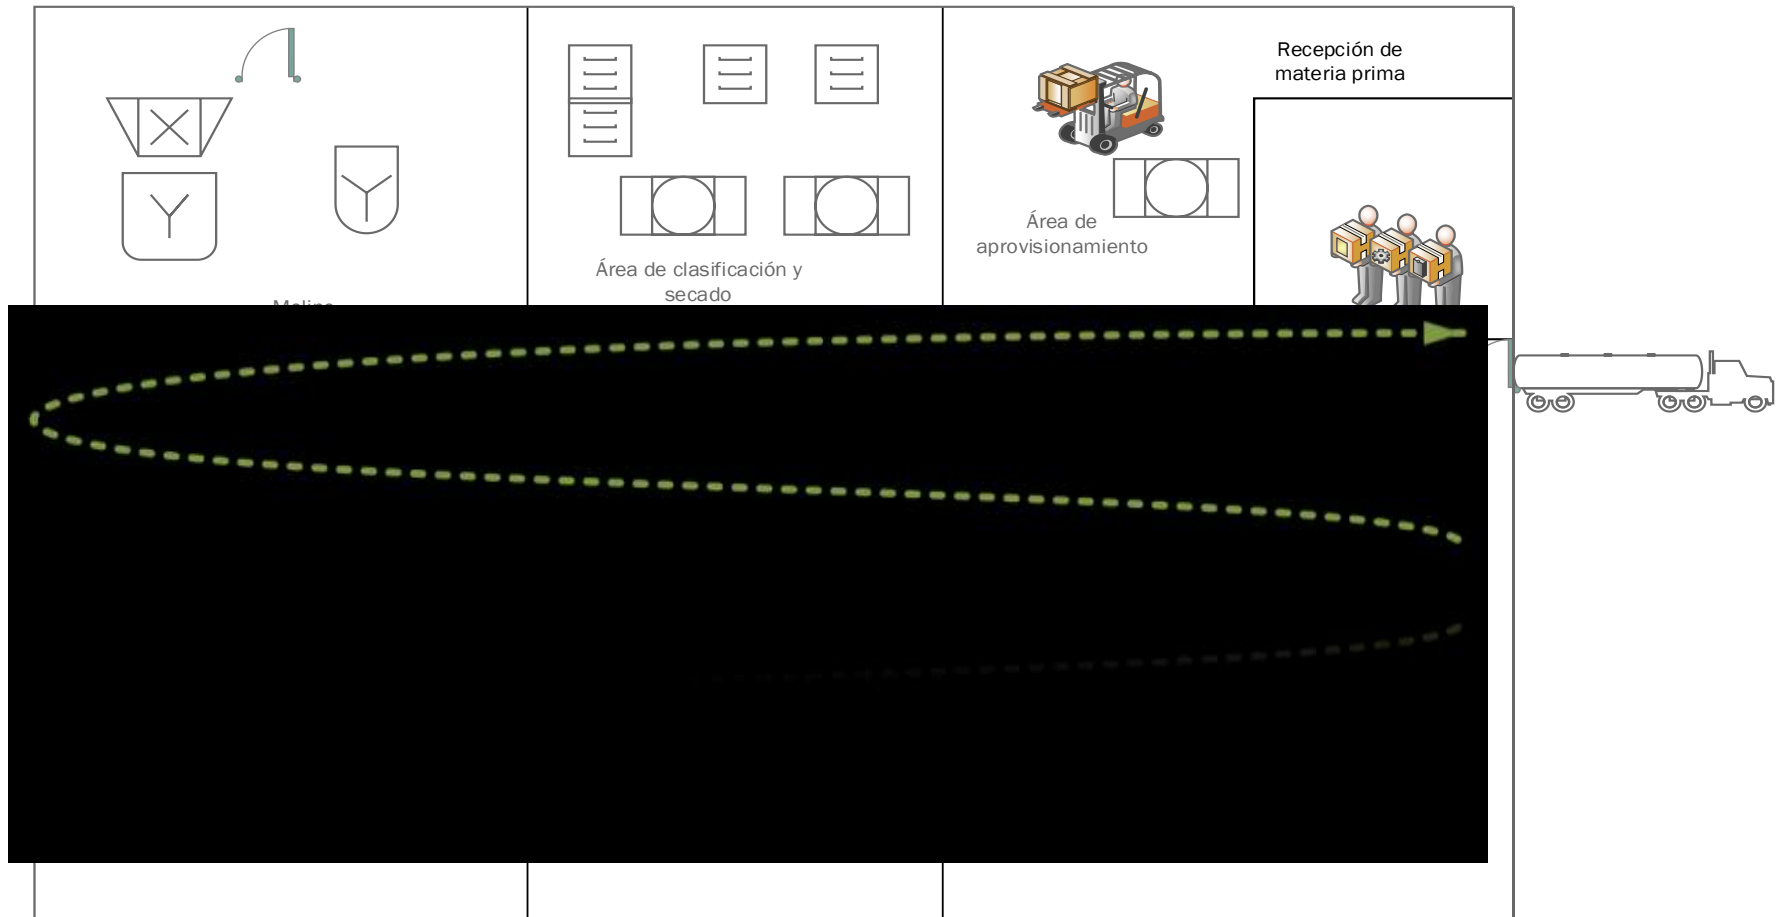 Recepción de
materia prima
Área de
aprovisionamiento
Área de clasificación y
secado